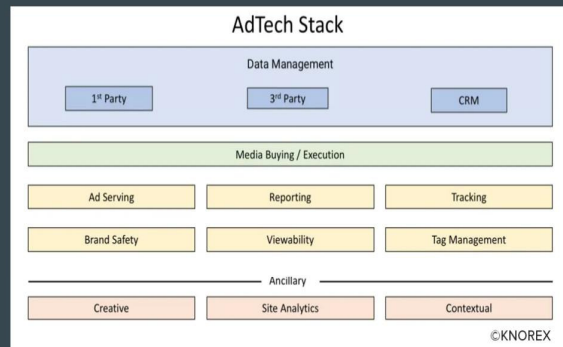 AdTech Stack
Data Management
1st Party
3rd Party
CRM
Media Buying / Execution
Ad Serving
Reporting
Tracking
Brand Safety
Viewability
Tag Management
Ancillary
Creative
Site Analytics
Contextual
©KNOREX